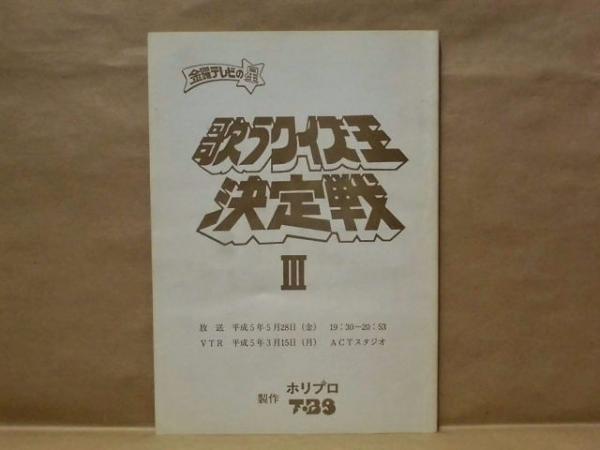 金曜テレビの星
歌うクイズ王
決定戦
III
放送 平成5年5月28日(金) 19:30−20:53
VTR 平成5年3月15日(月) ACTスタジオ
製作 ホリプロ
TBS